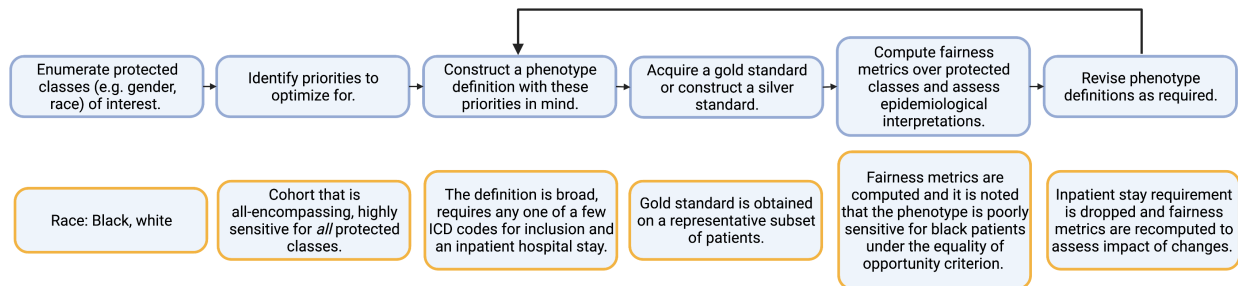 Enumerate protected
classes (e.g. gender,
race) of interest.
Identify priorities to
optimize for.
Construct a phenotype
definition with these
priorities in mind.
Acquire a gold standard
or construct a silver
standard.
Compute fairness
metrics over protected
classes and assess
epidemiological
interpretations.
Revise phenotype
definitions as required.
Race: Black, white
Cohort that is
all-encompassing, highly
sensitive for all protected
classes.
The definition is broad,
requires any one of a few
ICD codes for inclusion and
an inpatient hospital stay.
Gold standard is obtained
on a representative subset
of patients.
Fairness metrics are
computed and it is noted
that the phenotype is poorly
sensitive for black patients
under the equality of
opportunity criterion.
Inpatient stay requirement
is dropped and fairness
metrics are recomputed to
assess impact of changes.